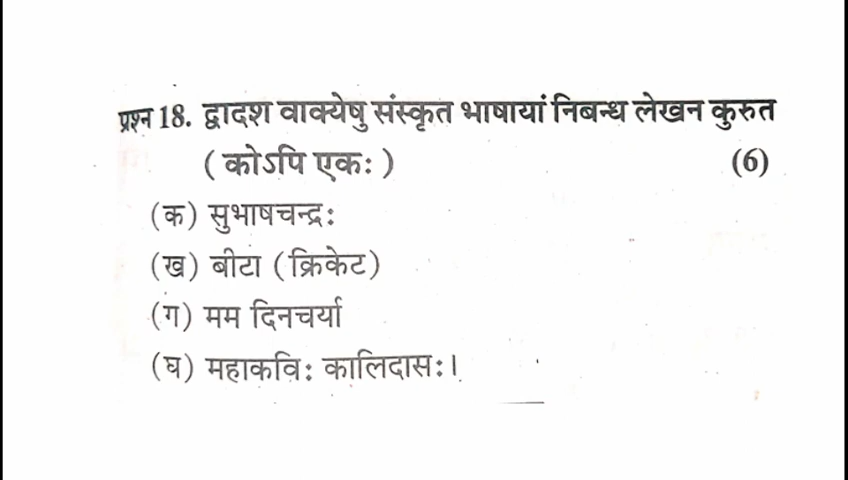 प्रश्न 18. द्वादश वाक्येषु संस्कृत भाषायां निबन्ध लेखन कुरुत
( कोऽपि एकः ) (6)
(क) सुभाषचन्द्रः
(ख) बीटा (क्रिकेट)
(ग) मम दिनचर्या
(घ) महाकविः कालिदासः।